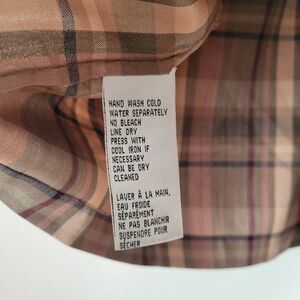 HAND WASH COLD
WATER SEPARATELY
NO BLEACH
LINE DRY
PRESS WITH
COOL IRON IF
NECESSARY
CAN BE DRY
CLEANED
LAVER À LA MAIN,
EAU FROIDE
SÉPARÉMENT
NE PAS BLANCHIR
SUSPENDRE POUR
SÉCHER